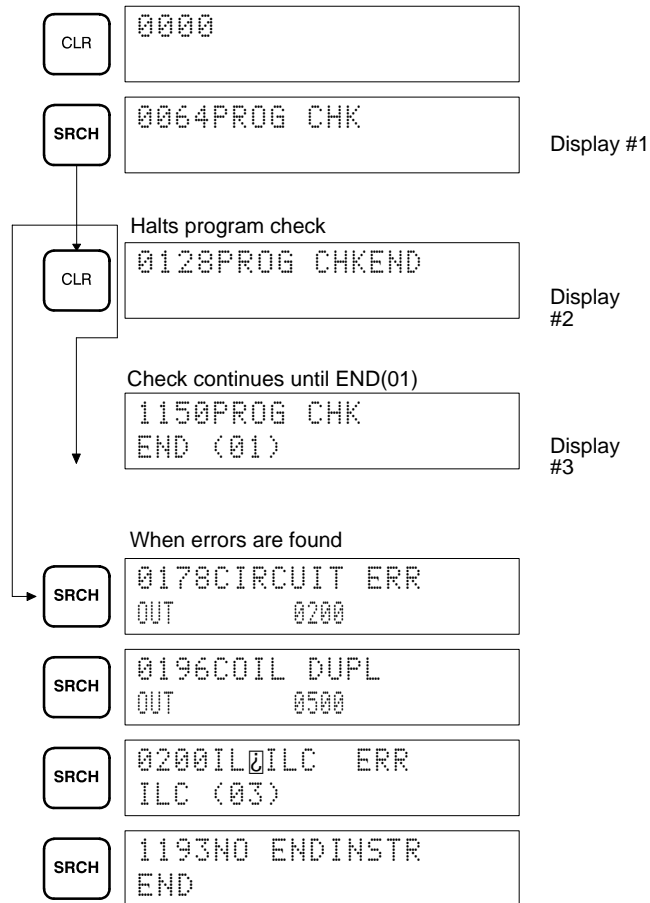 CLR
0000
SRCH
0064PROG CHK
Display #1
Halts program check
CLR
0128PROG CHKEND
Display
#2
Check continues until END(01)
1150PROG CHK
END (01)
Display
#3
When errors are found
SRCH
0178CIRCUIT ERR
OUT 0200
SRCH
0196COIL DUPL
OUT 0500
SRCH
0200IL¿ILC ERR
ILC (03)
SRCH
1193NO ENDINSTR
END